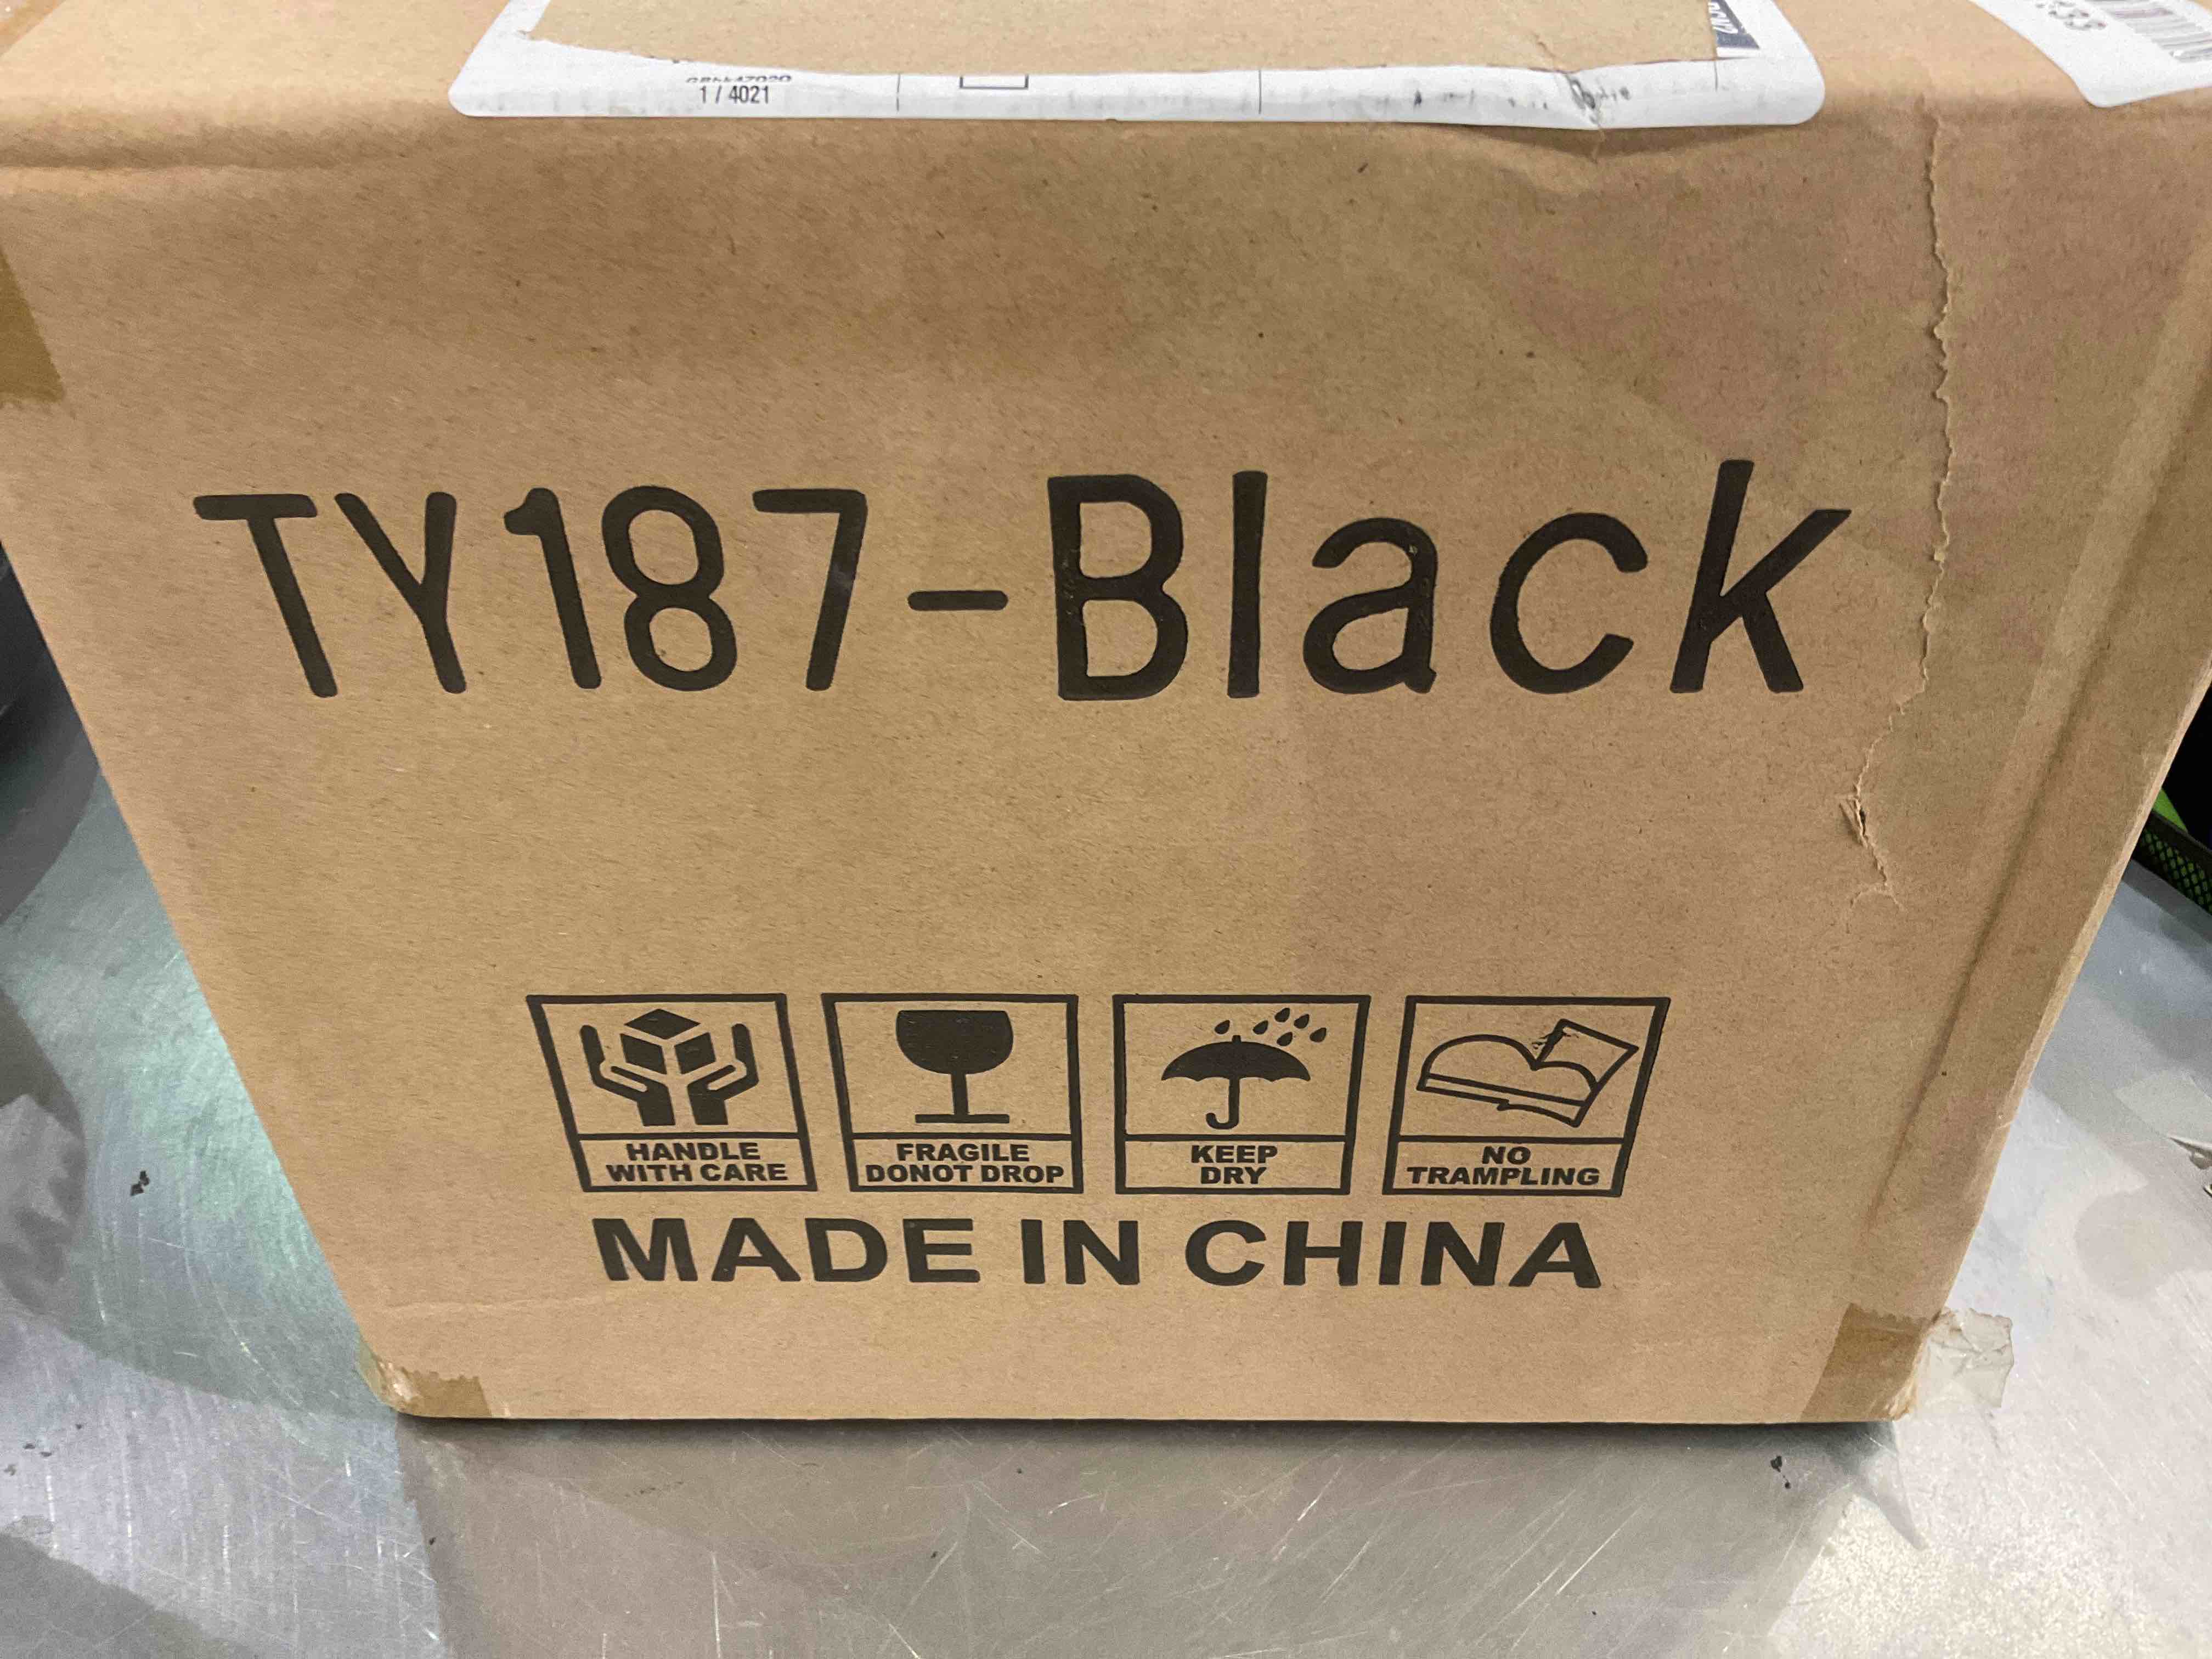 1 / 4021
TY187-Black
HANDLE
WITH CARE
FRAGILE
DONOT DROP
KEEP
DRY
NO
TRAMPLING
MADE IN CHINA